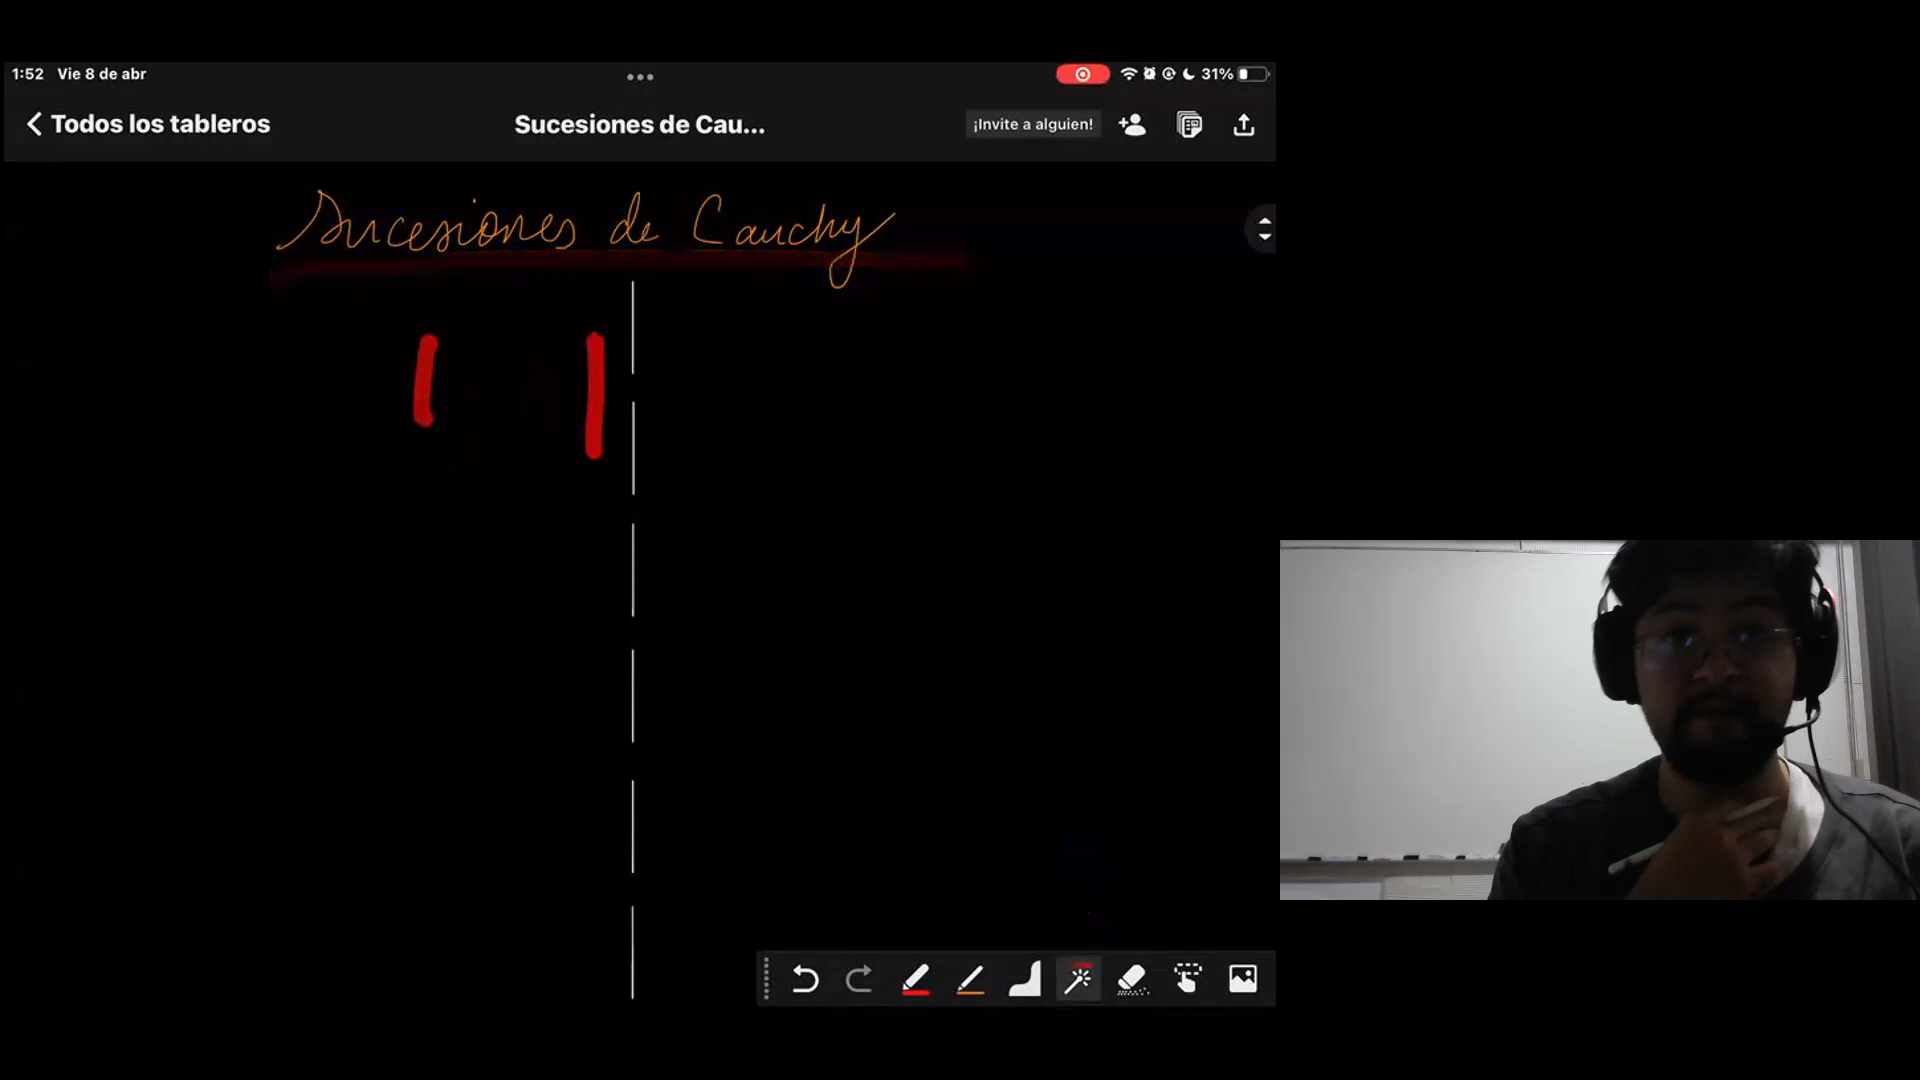 1:52 Vie 8 de abr 31%
Todos los tableros Sucesiones de Cau... ¡Invite a alguien!
Sucesiones de Cauchy